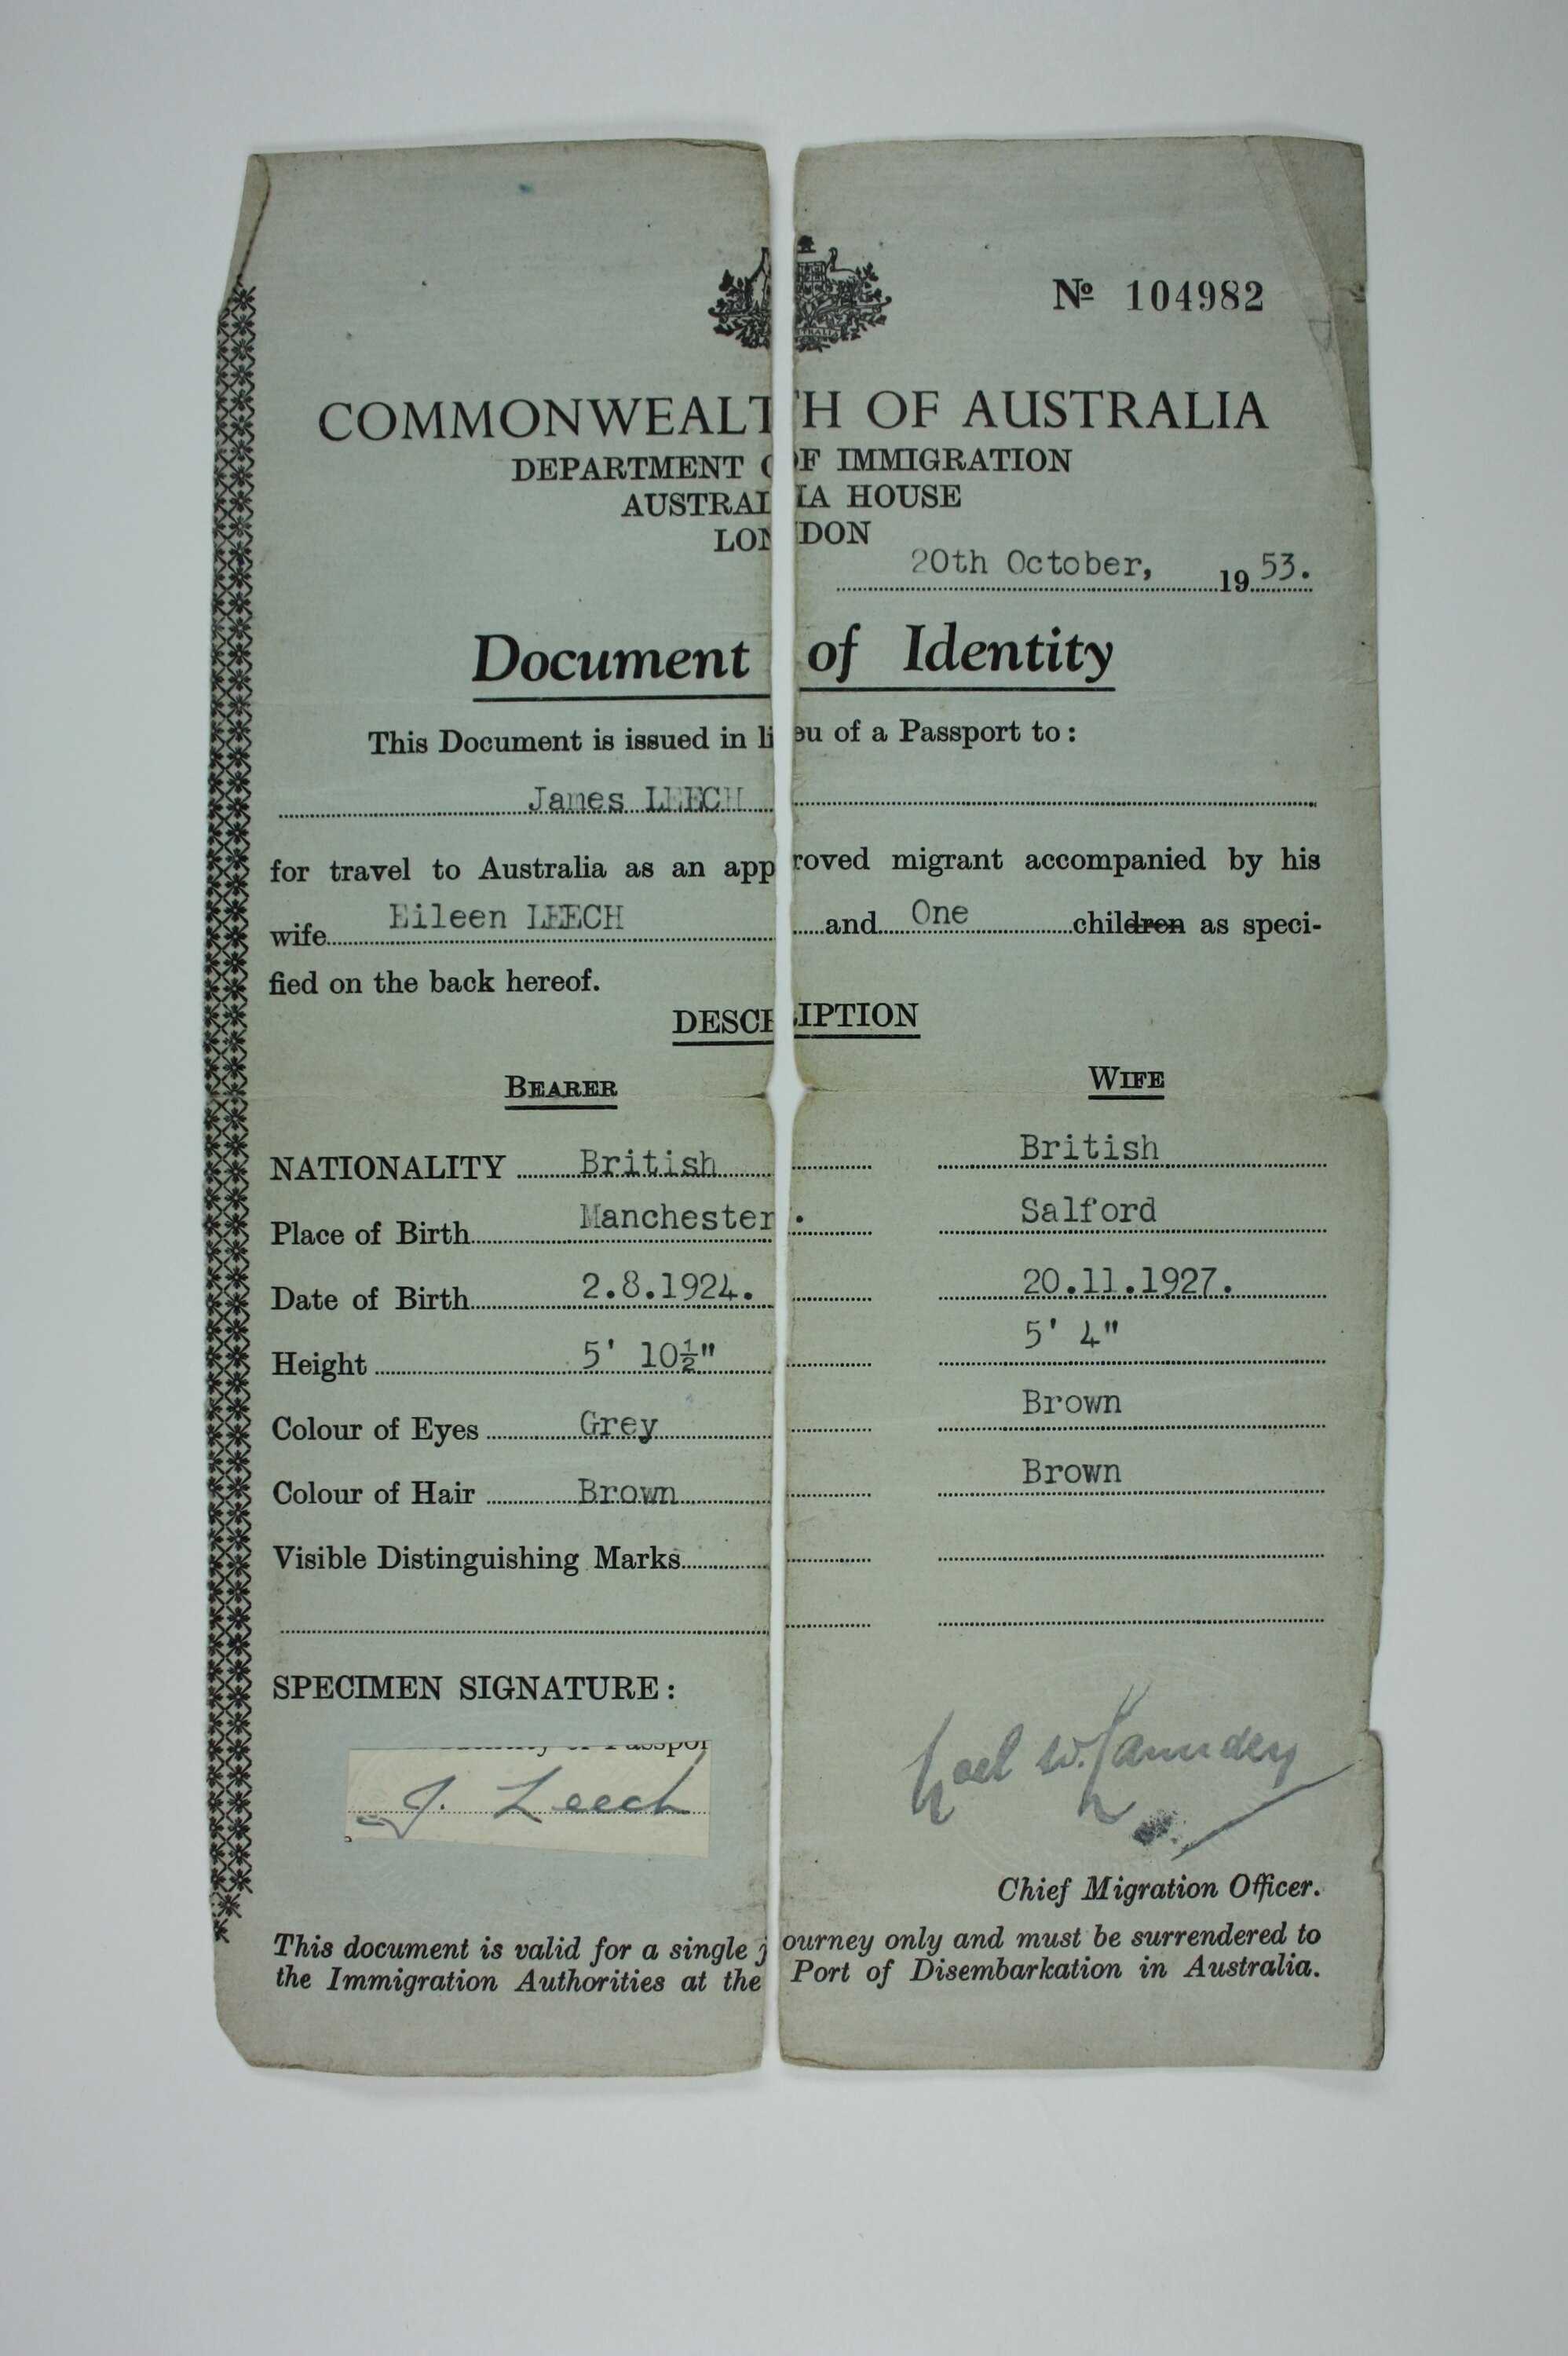 TRALIA
№ 104982
COMMONWEALTH OF AUSTRALIA
DEPARTMENT OF IMMIGRATION
AUSTRALIA HOUSE
LONDON
20th October, 1953.
Document of Identity
This Document is issued in lieu of a Passport to:
James LEECH
for travel to Australia as an approved migrant accompanied by his
wife Eileen LEECH and One children as speci-
fied on the back hereof.
DESCRIPTION
BEARER WIFE
NATIONALITY British British
Place of Birth Manchester. Salford
Date of Birth 2.8.1924. 20.11.1927.
Height 5' 10½" 5' 4"
Colour of Eyes Grey Brown
Colour of Hair Brown Brown
Visible Distinguishing Marks
SPECIMEN SIGNATURE:
J. Leech
Noel W.
Chief Migration Officer.
This document is valid for a single journey only and must be surrendered to
the Immigration Authorities at the Port of Disembarkation in Australia.